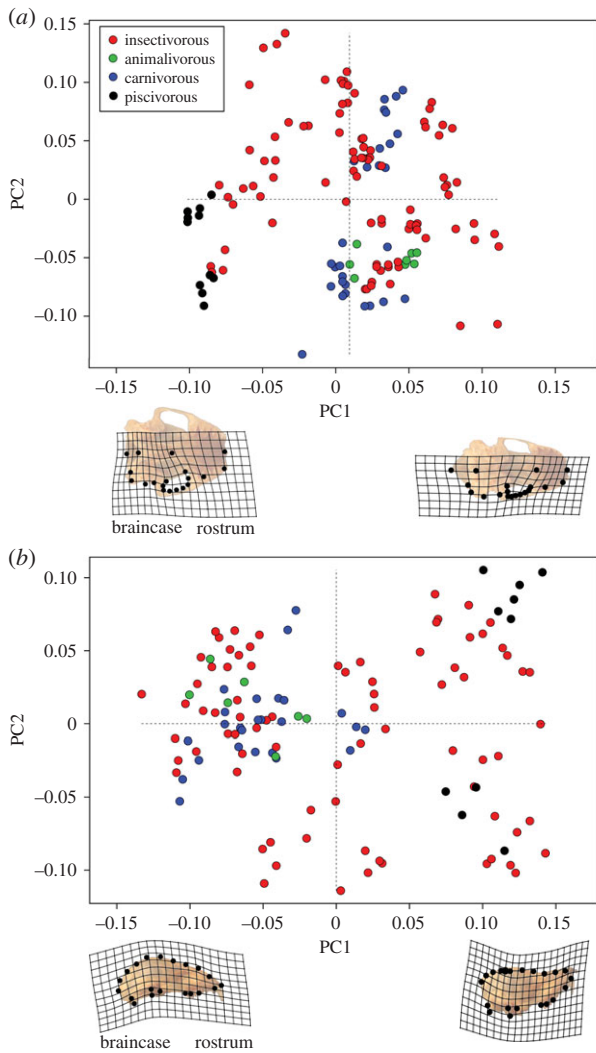 (a)
0.15
insectivorous
animalivorous
carnivorous
piscivorous
0.10
0.05
PC2
0
–0.05
–0.10
–0.15 –0.10 –0.05 0 0.05 0.10 0.15
PC1
braincase rostrum
(b)
0.10
0.05
PC2
0
–0.05
–0.10
–0.15 –0.10 –0.05 0 0.05 0.10 0.15
PC1
braincase rostrum